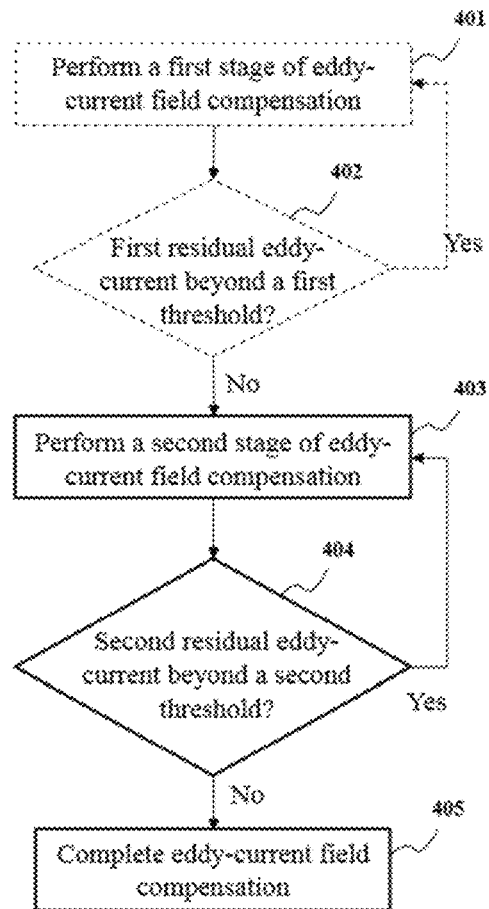 401
Perform a first stage of eddy-
current field compensation
402
First residual eddy-
current beyond a first
threshold?
Yes
No
403
Perform a second stage of eddy-
current field compensation
404
Second residual eddy-
current beyond a second
threshold?
Yes
No
405
Complete eddy-current field
compensation